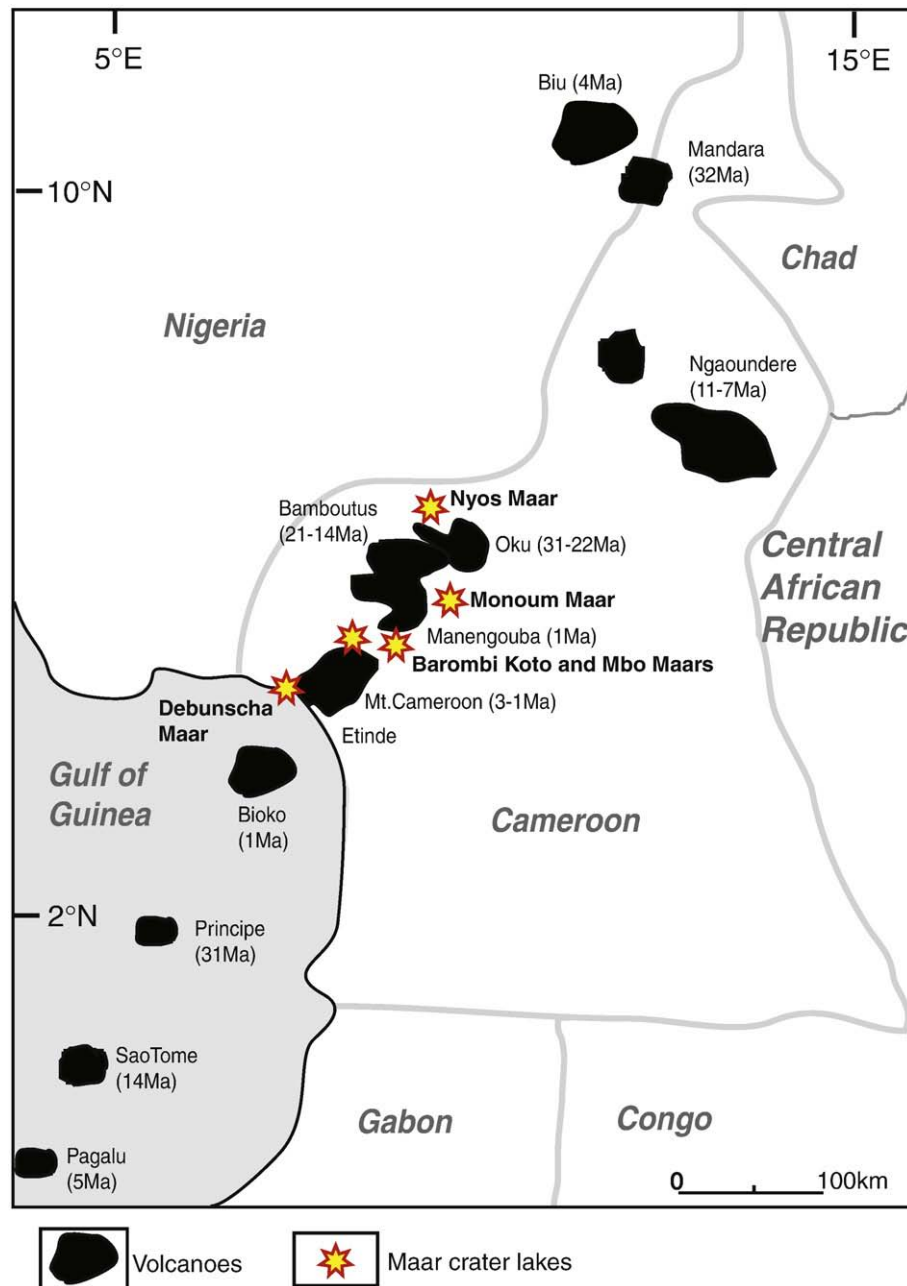 5°E
15°E
Biu (4Ma)
Mandara
(32Ma)
10°N
Chad
Nigeria
Ngaoundere
(11-7Ma)
Nyos Maar
Bamboutus
(21-14Ma)
Oku (31-22Ma)
Central
African
Republic
Monoum Maar
Manengouba (1Ma)
Barombi Koto and Mbo Maars
Mt.Cameroon (3-1Ma)
Debunscha
Maar
Etinde
Gulf of
Guinea
Bioko
(1Ma)
Cameroon
2°N
Principe
(31Ma)
SaoTome
(14Ma)
Gabon
Congo
Pagalu
(5Ma)
0
100km
Volcanoes
Maar crater lakes